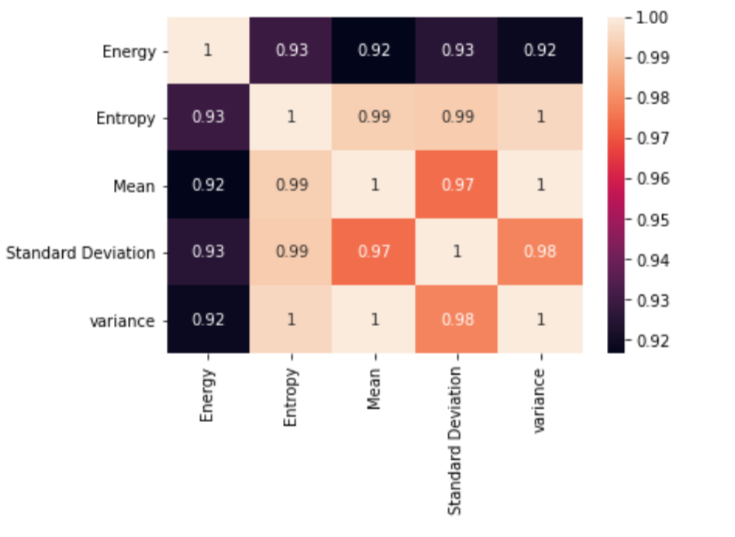 1.00
Energy 1 0.93 0.92 0.93 0.92
0.99
Entropy 0.93 1 0.99 0.99 1
0.98
0.97
Mean 0.92 0.99 1 0.97 1
0.96
0.95
Standard Deviation 0.93 0.99 0.97 1 0.98
0.94
0.93
variance 0.92 1 1 0.98 1
0.92
Energy
Entropy
Mean
Standard Deviation
variance